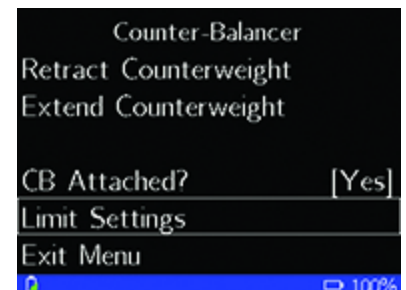 Counter-Balancer
Retract Counterweight
Extend Counterweight
CB Attached? [Yes]
Limit Settings
Exit Menu
100%